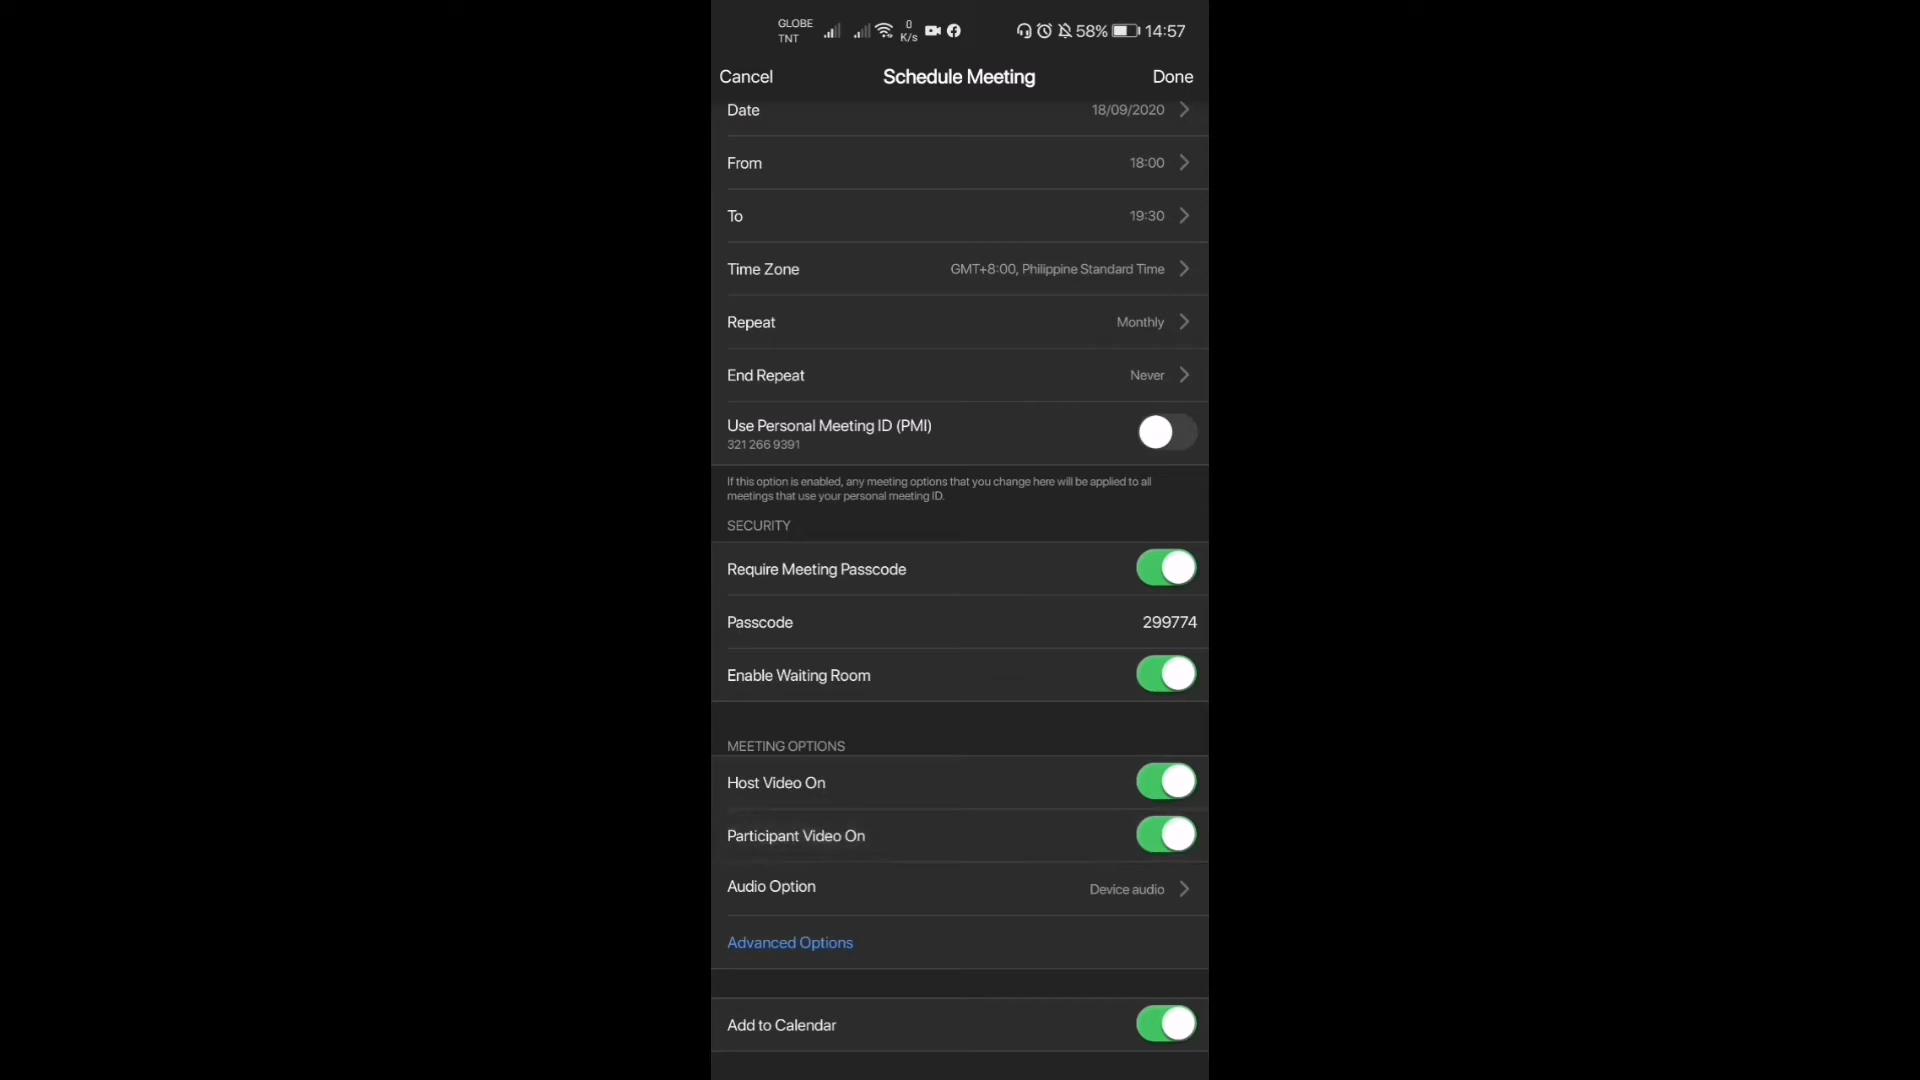 GLOBE
TNT
0
K/s
58%
14:57
Cancel
Schedule Meeting
Done
Date
18/09/2020
From
18:00
To
19:30
Time Zone
GMT+8:00, Philippine Standard Time
Repeat
Monthly
End Repeat
Never
Use Personal Meeting ID (PMI)
321 266 9391
If this option is enabled, any meeting options that you change here will be applied to all
meetings that use your personal meeting ID.
SECURITY
Require Meeting Passcode
Passcode
299774
Enable Waiting Room
MEETING OPTIONS
Host Video On
Participant Video On
Audio Option
Device audio
Advanced Options
Add to Calendar